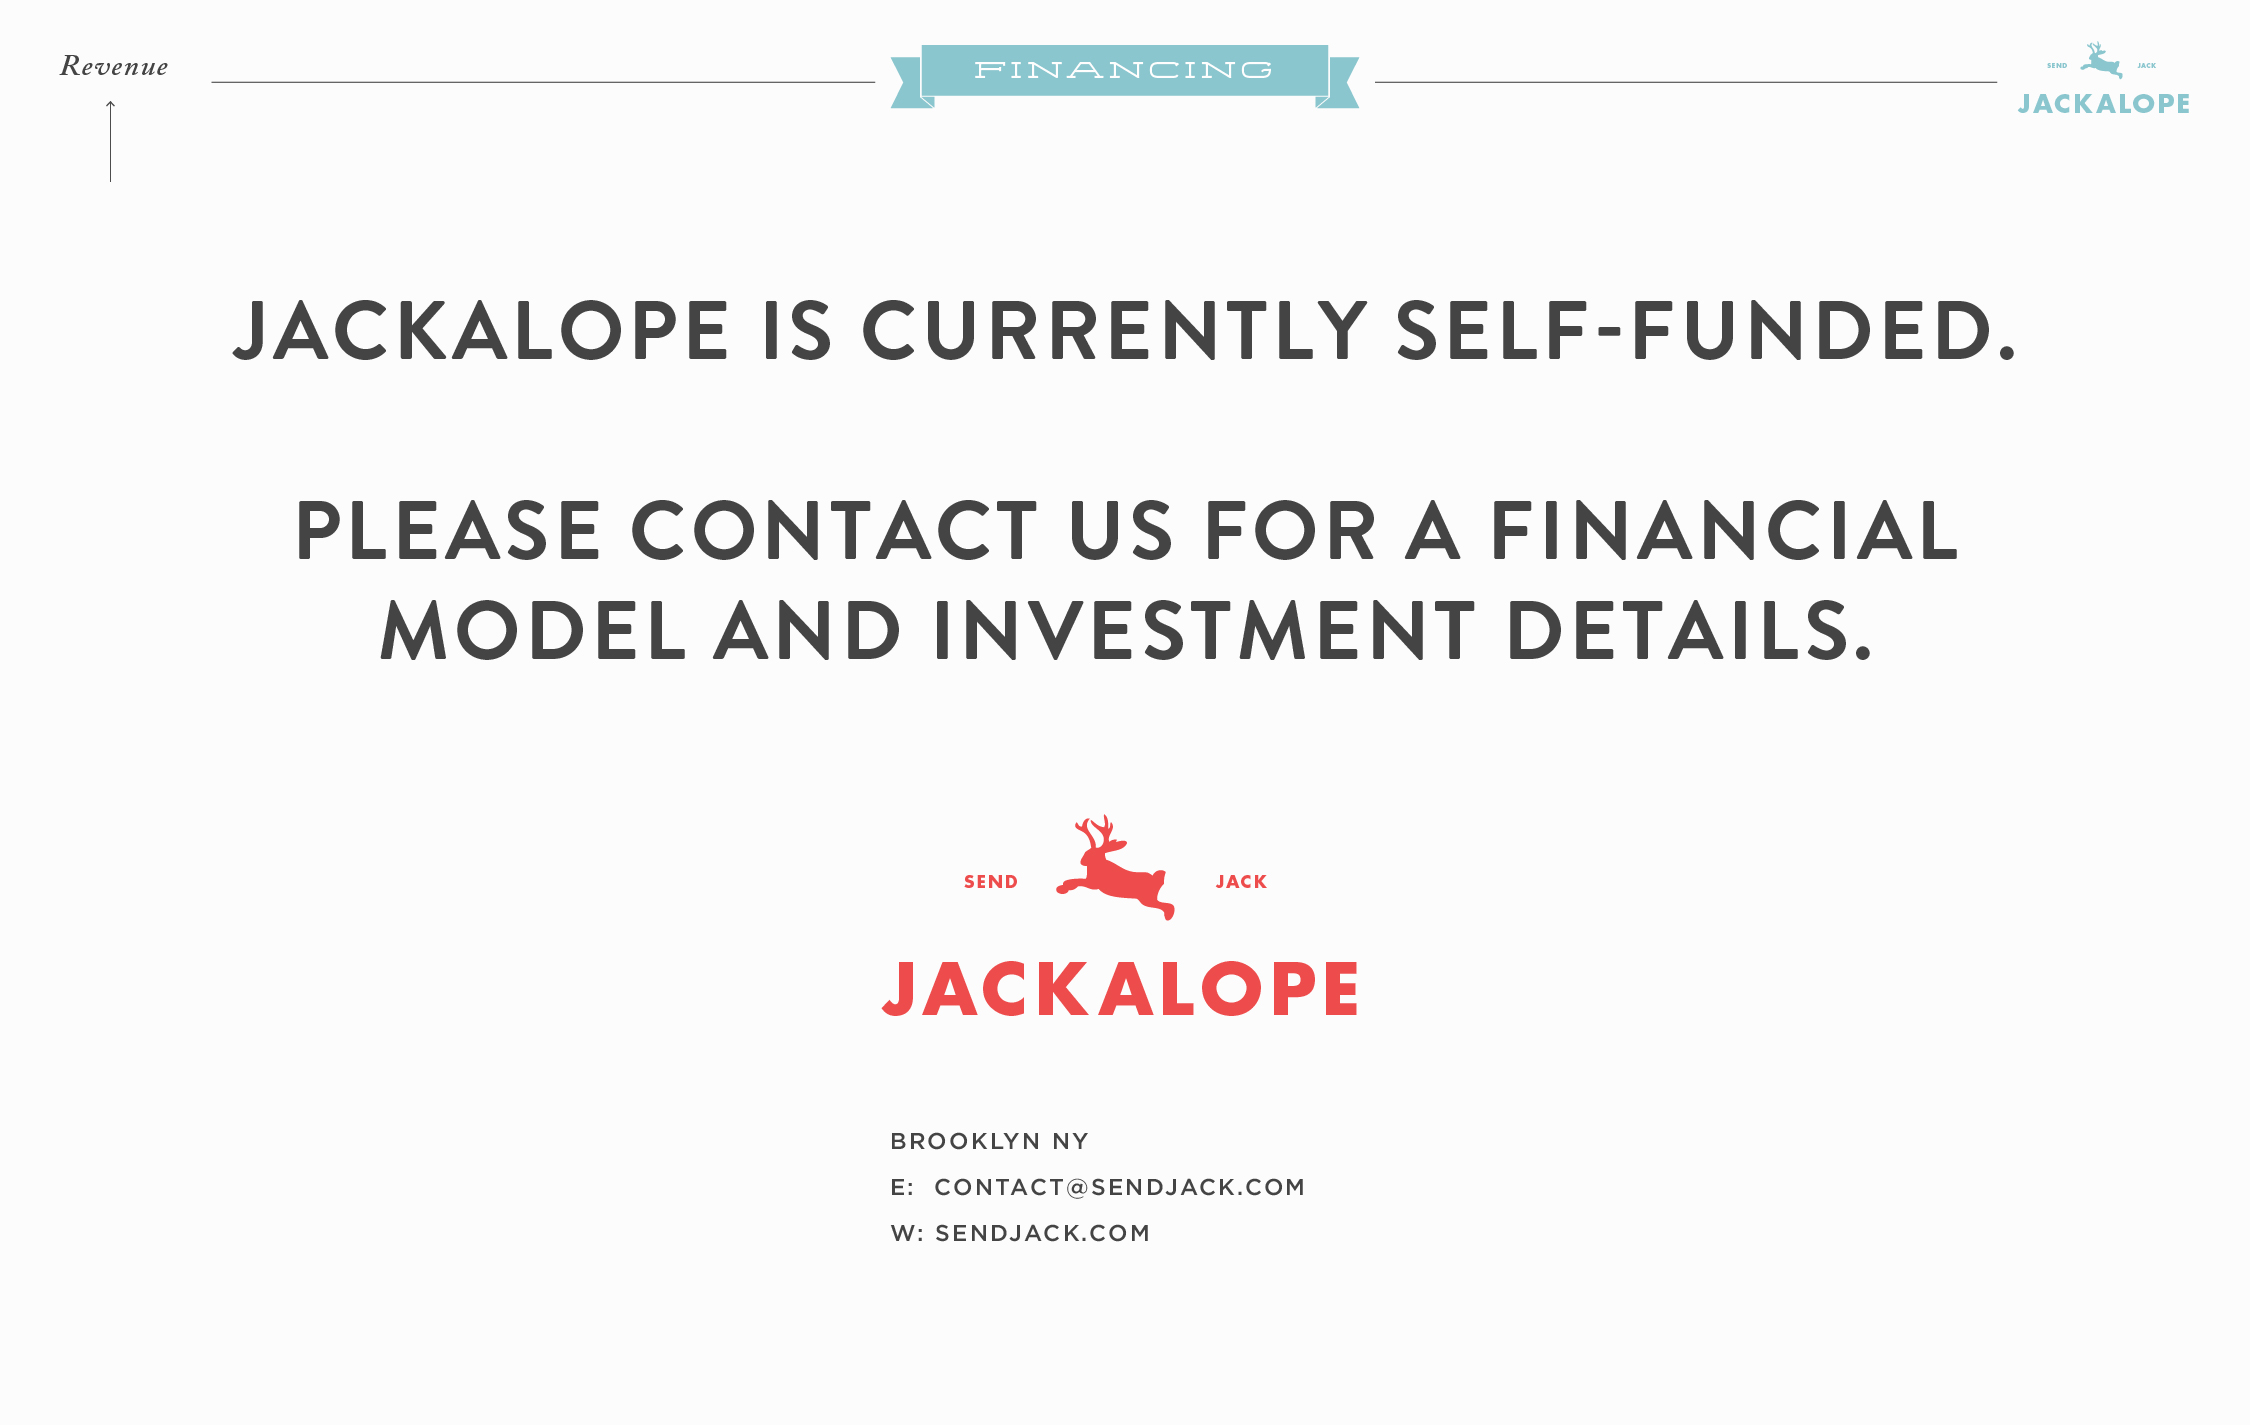 Revenue
FINANCING
SEND JACK
JACKALOPE
JACKALOPE IS CURRENTLY SELF-FUNDED.
PLEASE CONTACT US FOR A FINANCIAL
MODEL AND INVESTMENT DETAILS.
SEND JACK
JACKALOPE
BROOKLYN NY
E: CONTACT@SENDJACK.COM
W: SENDJACK.COM